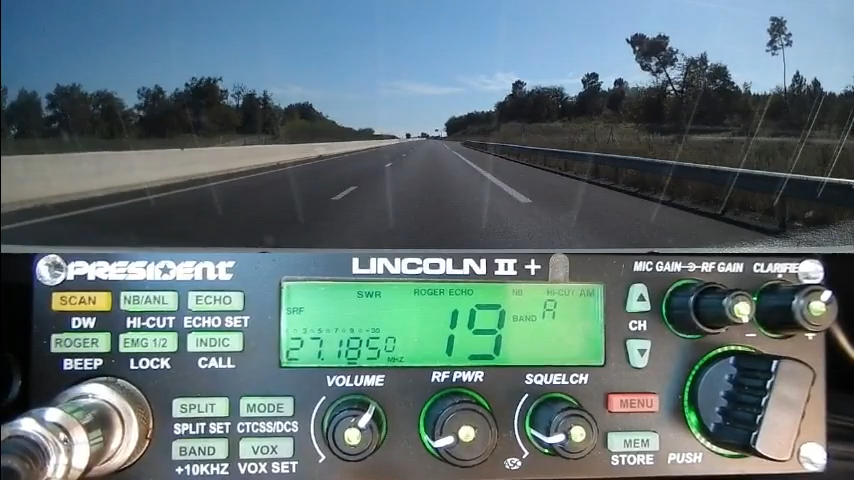 PRESIDENT
LINCOLN II +
MIC GAIN RF GAIN CLARIFIER
SCAN NB/ANL ECHO
DW HI-CUT ECHO SET
ROGER EMG 1/2 INDIC
BEEP LOCK CALL
SPLIT MODE
SPLIT SET CTCSS/DCS
BAND VOX
+10KHZ VOX SET
SWR ROGER ECHO NB HI-CUT AM
SRF
BAND A
27.1850 MHZ
19
VOLUME RF PWR SQUELCH
ASC
CH
MENU
MEM
STORE PUSH
- +